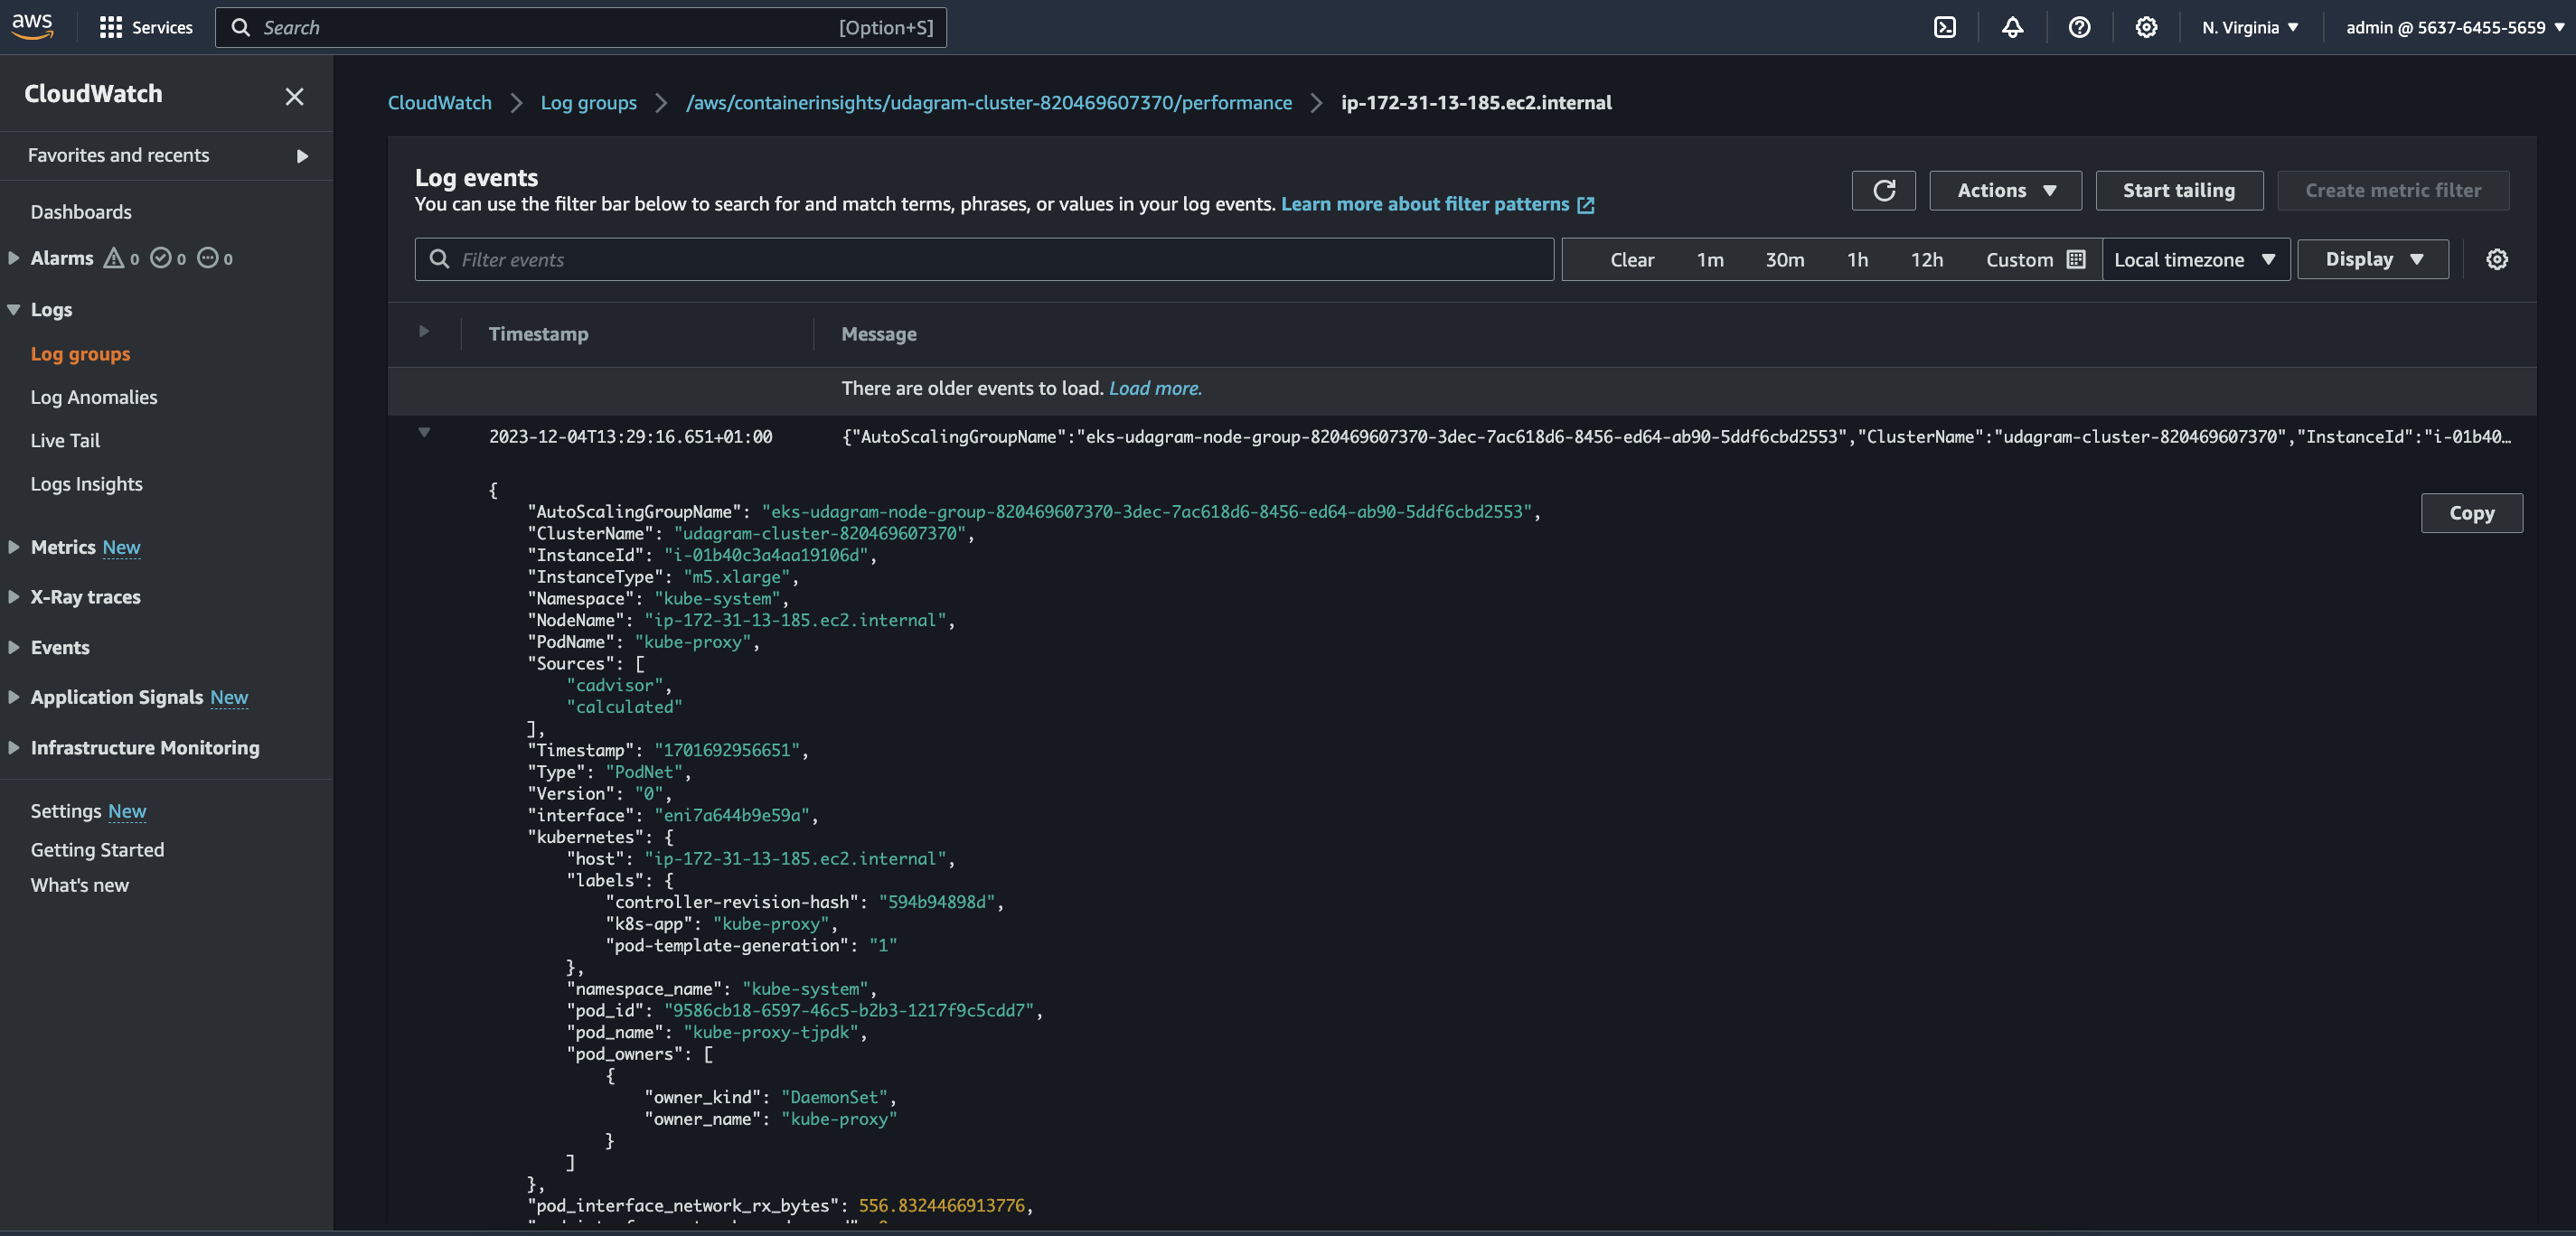 aws Services Search [Option+S] N. Virginia admin @ 5637-6455-5659
CloudWatch
Favorites and recents
Dashboards
Alarms 0 0 0
Logs
Log groups
Log Anomalies
Live Tail
Logs Insights
Metrics New
X-Ray traces
Events
Application Signals New
Infrastructure Monitoring
Settings New
Getting Started
What's new
CloudWatch Log groups /aws/containerinsights/udagram-cluster-820469607370/performance ip-172-31-13-185.ec2.internal
Log events
You can use the filter bar below to search for and match terms, phrases, or values in your log events. Learn more about filter patterns
Actions Start tailing Create metric filter
Filter events Clear 1m 30m 1h 12h Custom Local timezone Display
Timestamp Message
There are older events to load. Load more.
2023-12-04T13:29:16.651+01:00 {"AutoScalingGroupName":"eks-udagram-node-group-820469607370-3dec-7ac618d6-8456-ed64-ab90-5ddf6cbd2553","ClusterName":"udagram-cluster-820469607370","InstanceId":"i-01b40…
Copy
{
"AutoScalingGroupName": "eks-udagram-node-group-820469607370-3dec-7ac618d6-8456-ed64-ab90-5ddf6cbd2553",
"ClusterName": "udagram-cluster-820469607370",
"InstanceId": "i-01b40c3a4aa19106d",
"InstanceType": "m5.xlarge",
"Namespace": "kube-system",
"NodeName": "ip-172-31-13-185.ec2.internal",
"PodName": "kube-proxy",
"Sources": [
"cadvisor",
"calculated"
],
"Timestamp": "1701692956651",
"Type": "PodNet",
"Version": "0",
"interface": "eni7a644b9e59a",
"kubernetes": {
"host": "ip-172-31-13-185.ec2.internal",
"labels": {
"controller-revision-hash": "594b94898d",
"k8s-app": "kube-proxy",
"pod-template-generation": "1"
},
"namespace_name": "kube-system",
"pod_id": "9586cb18-6597-46c5-b2b3-1217f9c5cdd7",
"pod_name": "kube-proxy-tjpdk",
"pod_owners": [
{
"owner_kind": "DaemonSet",
"owner_name": "kube-proxy"
}
]
},
"pod_interface_network_rx_bytes": 556.8324466913776,